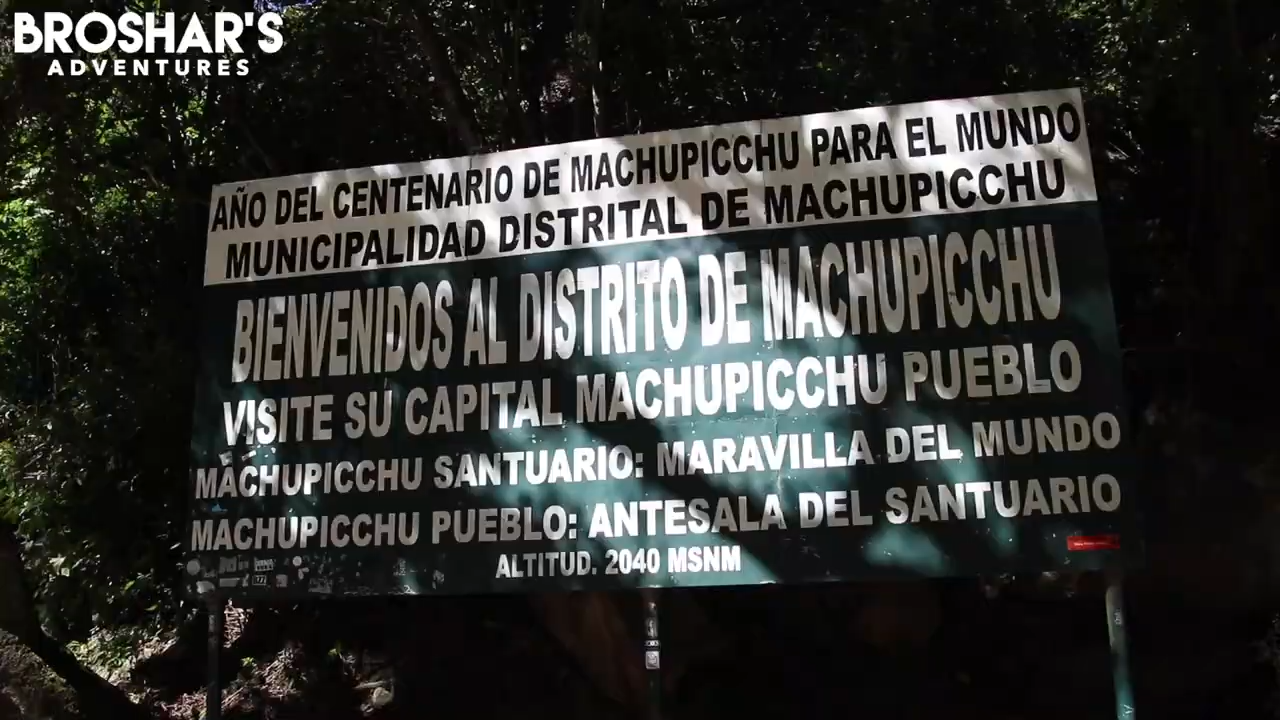 BROSHAR'S
ADVENTURES
AÑO DEL CENTENARIO DE MACHUPICCHU PARA EL MUNDO
MUNICIPALIDAD DISTRITAL DE MACHUPICCHU
BIENVENIDOS AL DISTRITO DE MACHUPICCHU
VISITE SU CAPITAL MACHUPICCHU PUEBLO
MACHUPICCHU SANTUARIO: MARAVILLA DEL MUNDO
MACHUPICCHU PUEBLO: ANTESALA DEL SANTUARIO
ALTITUD. 2040 MSNM